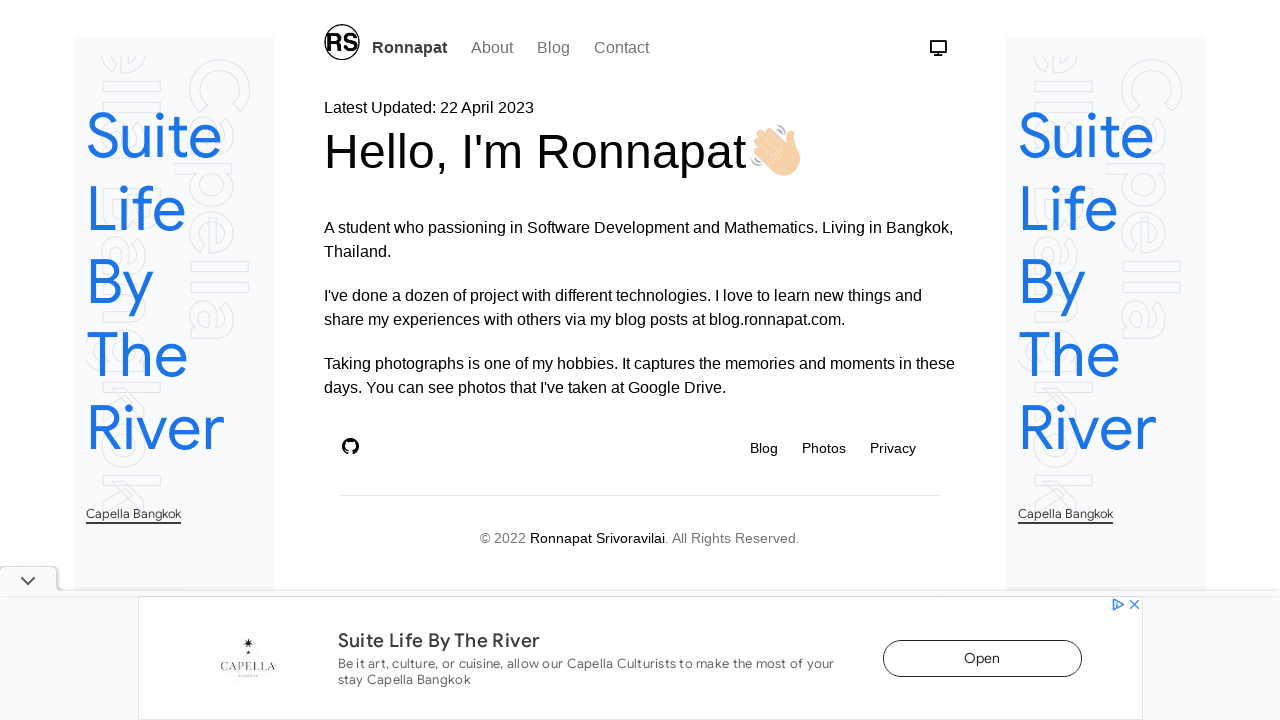 RS
Ronnapat
About
Blog
Contact
Latest Updated: 22 April 2023
Hello, I'm Ronnapat
A student who passioning in Software Development and Mathematics. Living in Bangkok,
Thailand.
I've done a dozen of project with different technologies. I love to learn new things and
share my experiences with others via my blog posts at blog.ronnapat.com.
Taking photographs is one of my hobbies. It captures the memories and moments in these
days. You can see photos that I've taken at Google Drive.
Blog
Photos
Privacy
© 2022 Ronnapat Srivoravilai. All Rights Reserved.
Capella
Bangkok
Suite
Life
By
The
River
Capella Bangkok
Capella
Bangkok
Suite
Life
By
The
River
Capella Bangkok
CAPELLA
Suite Life By The River
Be it art, culture, or cuisine, allow our Capella Culturists to make the most of your
stay Capella Bangkok
Open